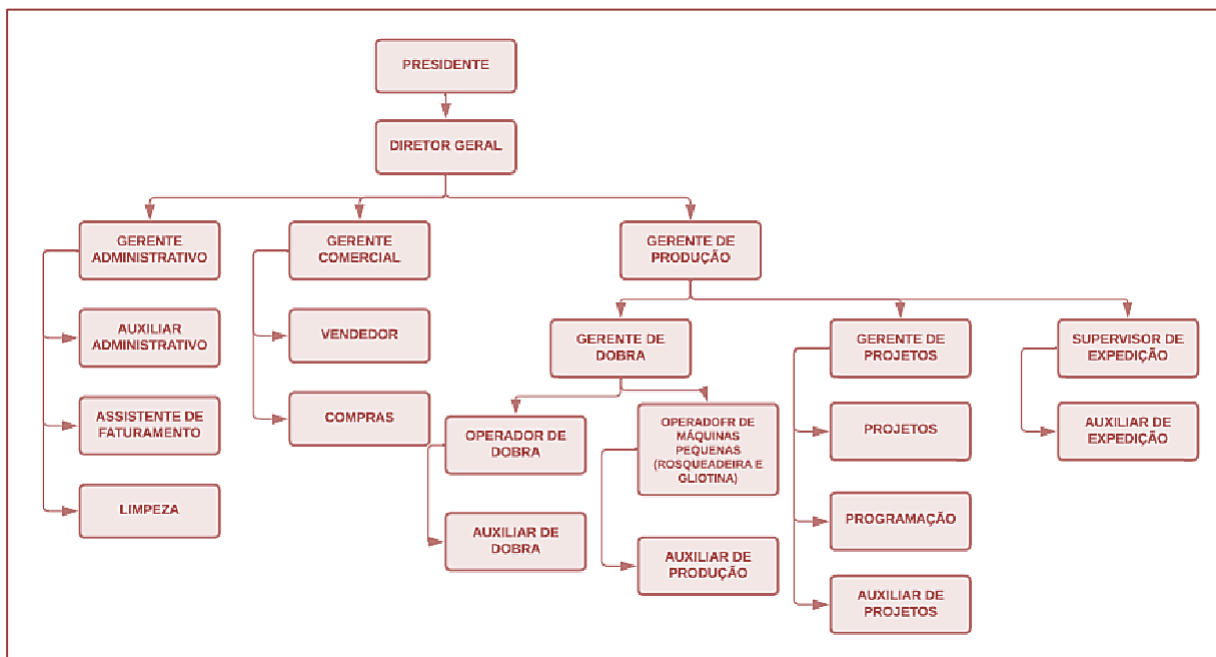 PRESIDENTE
DIRETOR GERAL
GERENTE
ADMINISTRATIVO
AUXILIAR
ADMINISTRATIVO
ASSISTENTE DE
FATURAMENTO
LIMPEZA
GERENTE
COMERCIAL
VENDEDOR
COMPRAS
GERENTE DE
PRODUÇÃO
GERENTE DE
DOBRA
OPERADOR DE
DOBRA
AUXILIAR DE
DOBRA
OPERADOFR DE
MÁQUINAS
PEQUENAS
(ROSQUEADEIRA E
GLIOTINA)
AUXILIAR DE
PRODUÇÃO
GERENTE DE
PROJETOS
PROJETOS
PROGRAMAÇÃO
AUXILIAR DE
PROJETOS
SUPERVISOR DE
EXPEDIÇÃO
AUXILIAR DE
EXPEDIÇÃO